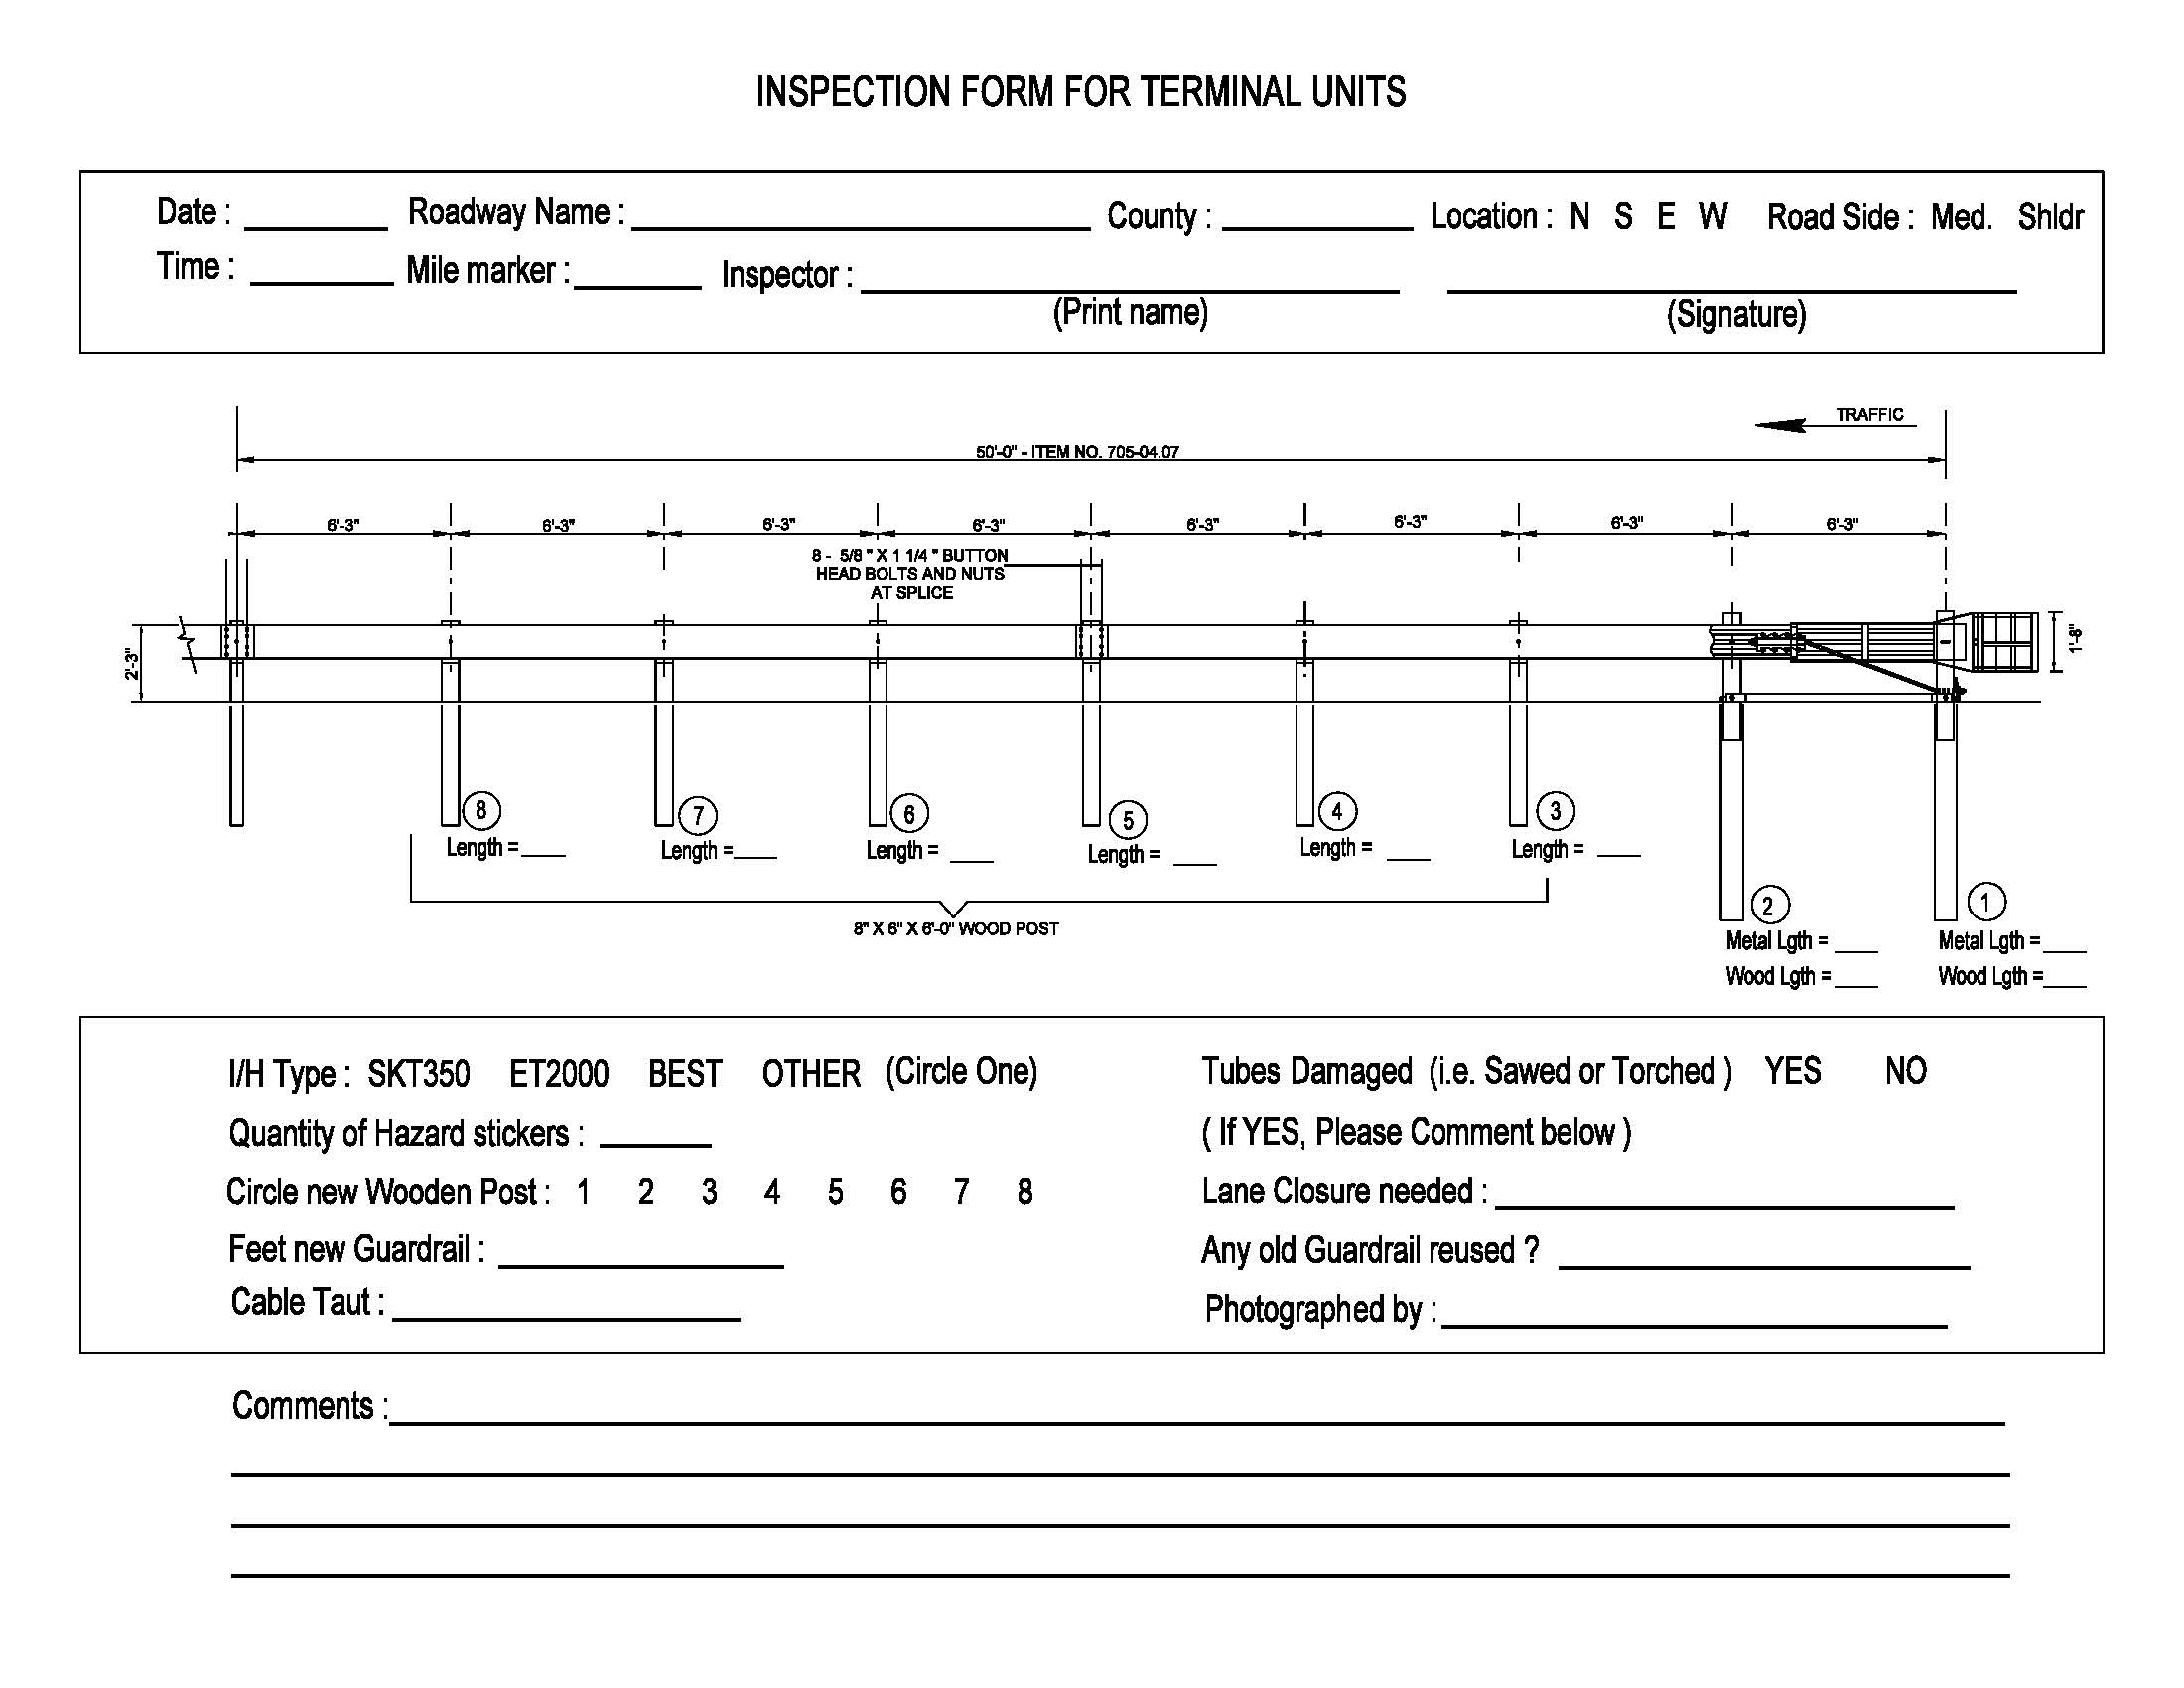 INSPECTION FORM FOR TERMINAL UNITS
Date : Roadway Name : County : Location : N S E W Road Side : Med. Shldr
Time : Mile marker : Inspector :
(Print name) (Signature)
TRAFFIC
50'-0" - ITEM NO. 705-04.07
6'-3" 6'-3" 6'-3" 6'-3" 6'-3" 6'-3" 6'-3" 6'-3"
8 - 5/8 " X 1 1/4 " BUTTON
HEAD BOLTS AND NUTS
AT SPLICE
2'-3"
1'-8"
8 7 6 5 4 3
Length = Length = Length = Length = Length = Length =
2 1
8" X 6" X 6'-0" WOOD POST
Metal Lgth = Metal Lgth =
Wood Lgth = Wood Lgth =
I/H Type : SKT350 ET2000 BEST OTHER (Circle One)
Quantity of Hazard stickers :
Circle new Wooden Post : 1 2 3 4 5 6 7 8
Feet new Guardrail :
Cable Taut :
Tubes Damaged (i.e. Sawed or Torched ) YES NO
( If YES, Please Comment below )
Lane Closure needed :
Any old Guardrail reused ?
Photographed by :
Comments :